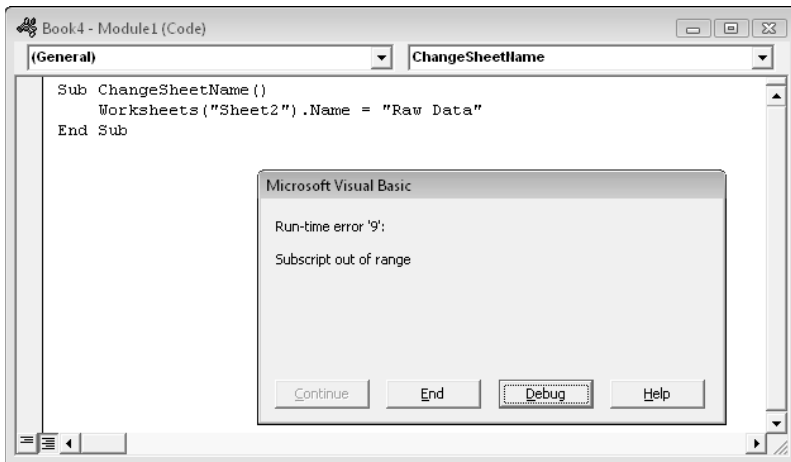 Book4 - Module1 (Code)
(General)
ChangeSheetName
Sub ChangeSheetName()
Worksheets("Sheet2").Name = "Raw Data"
End Sub
Microsoft Visual Basic
Run-time error '9':
Subscript out of range
Continue
End
Debug
Help